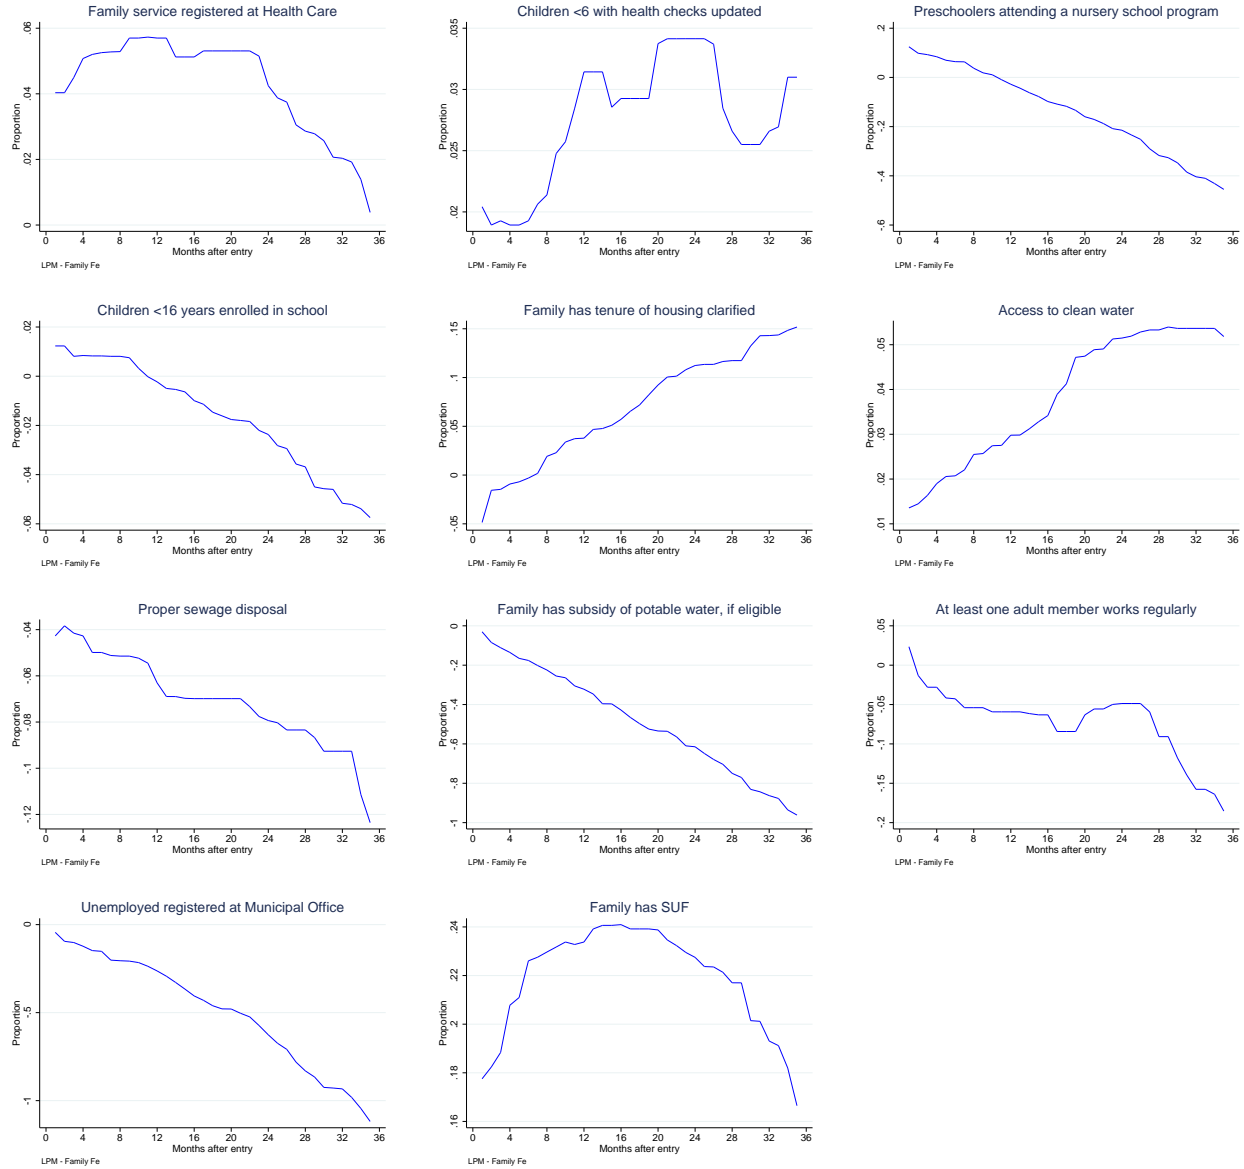 Family service registered at Health Care
Proportion
0 .02 .04 .06
0 4 8 12 16 20 24 28 32 36
Months after entry
LPM - Family Fe
Children <6 with health checks updated
Proportion
.02 .025 .03 .035
0 4 8 12 16 20 24 28 32 36
Months after entry
LPM - Family Fe
Preschoolers attending a nursery school program
Proportion
-.6 -.4 -.2 0 .2
0 4 8 12 16 20 24 28 32 36
Months after entry
LPM - Family Fe
Children <16 years enrolled in school
Proportion
-.06 -.04 -.02 0 .02
0 4 8 12 16 20 24 28 32 36
Months after entry
LPM - Family Fe
Family has tenure of housing clarified
Proportion
-.05 0 .05 .1 .15
0 4 8 12 16 20 24 28 32 36
Months after entry
LPM - Family Fe
Access to clean water
Proportion
.01 .02 .03 .04 .05
0 4 8 12 16 20 24 28 32 36
Months after entry
LPM - Family Fe
Proper sewage disposal
Proportion
-.12 -.1 -.08 -.06 -.04
0 4 8 12 16 20 24 28 32 36
Months after entry
LPM - Family Fe
Family has subsidy of potable water, if eligible
Proportion
-1 -.8 -.6 -.4 -.2 0
0 4 8 12 16 20 24 28 32 36
Months after entry
LPM - Family Fe
At least one adult member works regularly
Proportion
-.2 -.15 -.1 -.05 0 .05
0 4 8 12 16 20 24 28 32 36
Months after entry
LPM - Family Fe
Unemployed registered at Municipal Office
Proportion
-1 -.5 0
0 4 8 12 16 20 24 28 32 36
Months after entry
LPM - Family Fe
Family has SUF
Proportion
.16 .18 .2 .22 .24
0 4 8 12 16 20 24 28 32 36
Months after entry
LPM - Family Fe